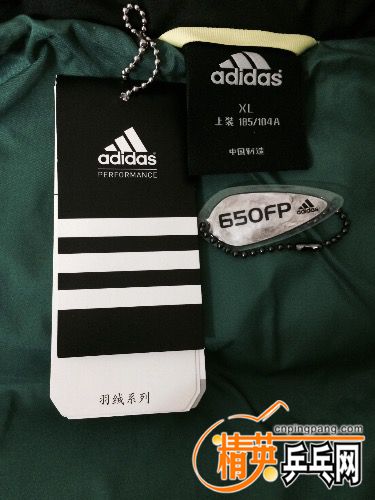 adidas
XL
上装 185/104A
中国制造
adidas
PERFORMANCE
650FP adidas
羽绒系列
cnpingpang.com
精英乒乓网